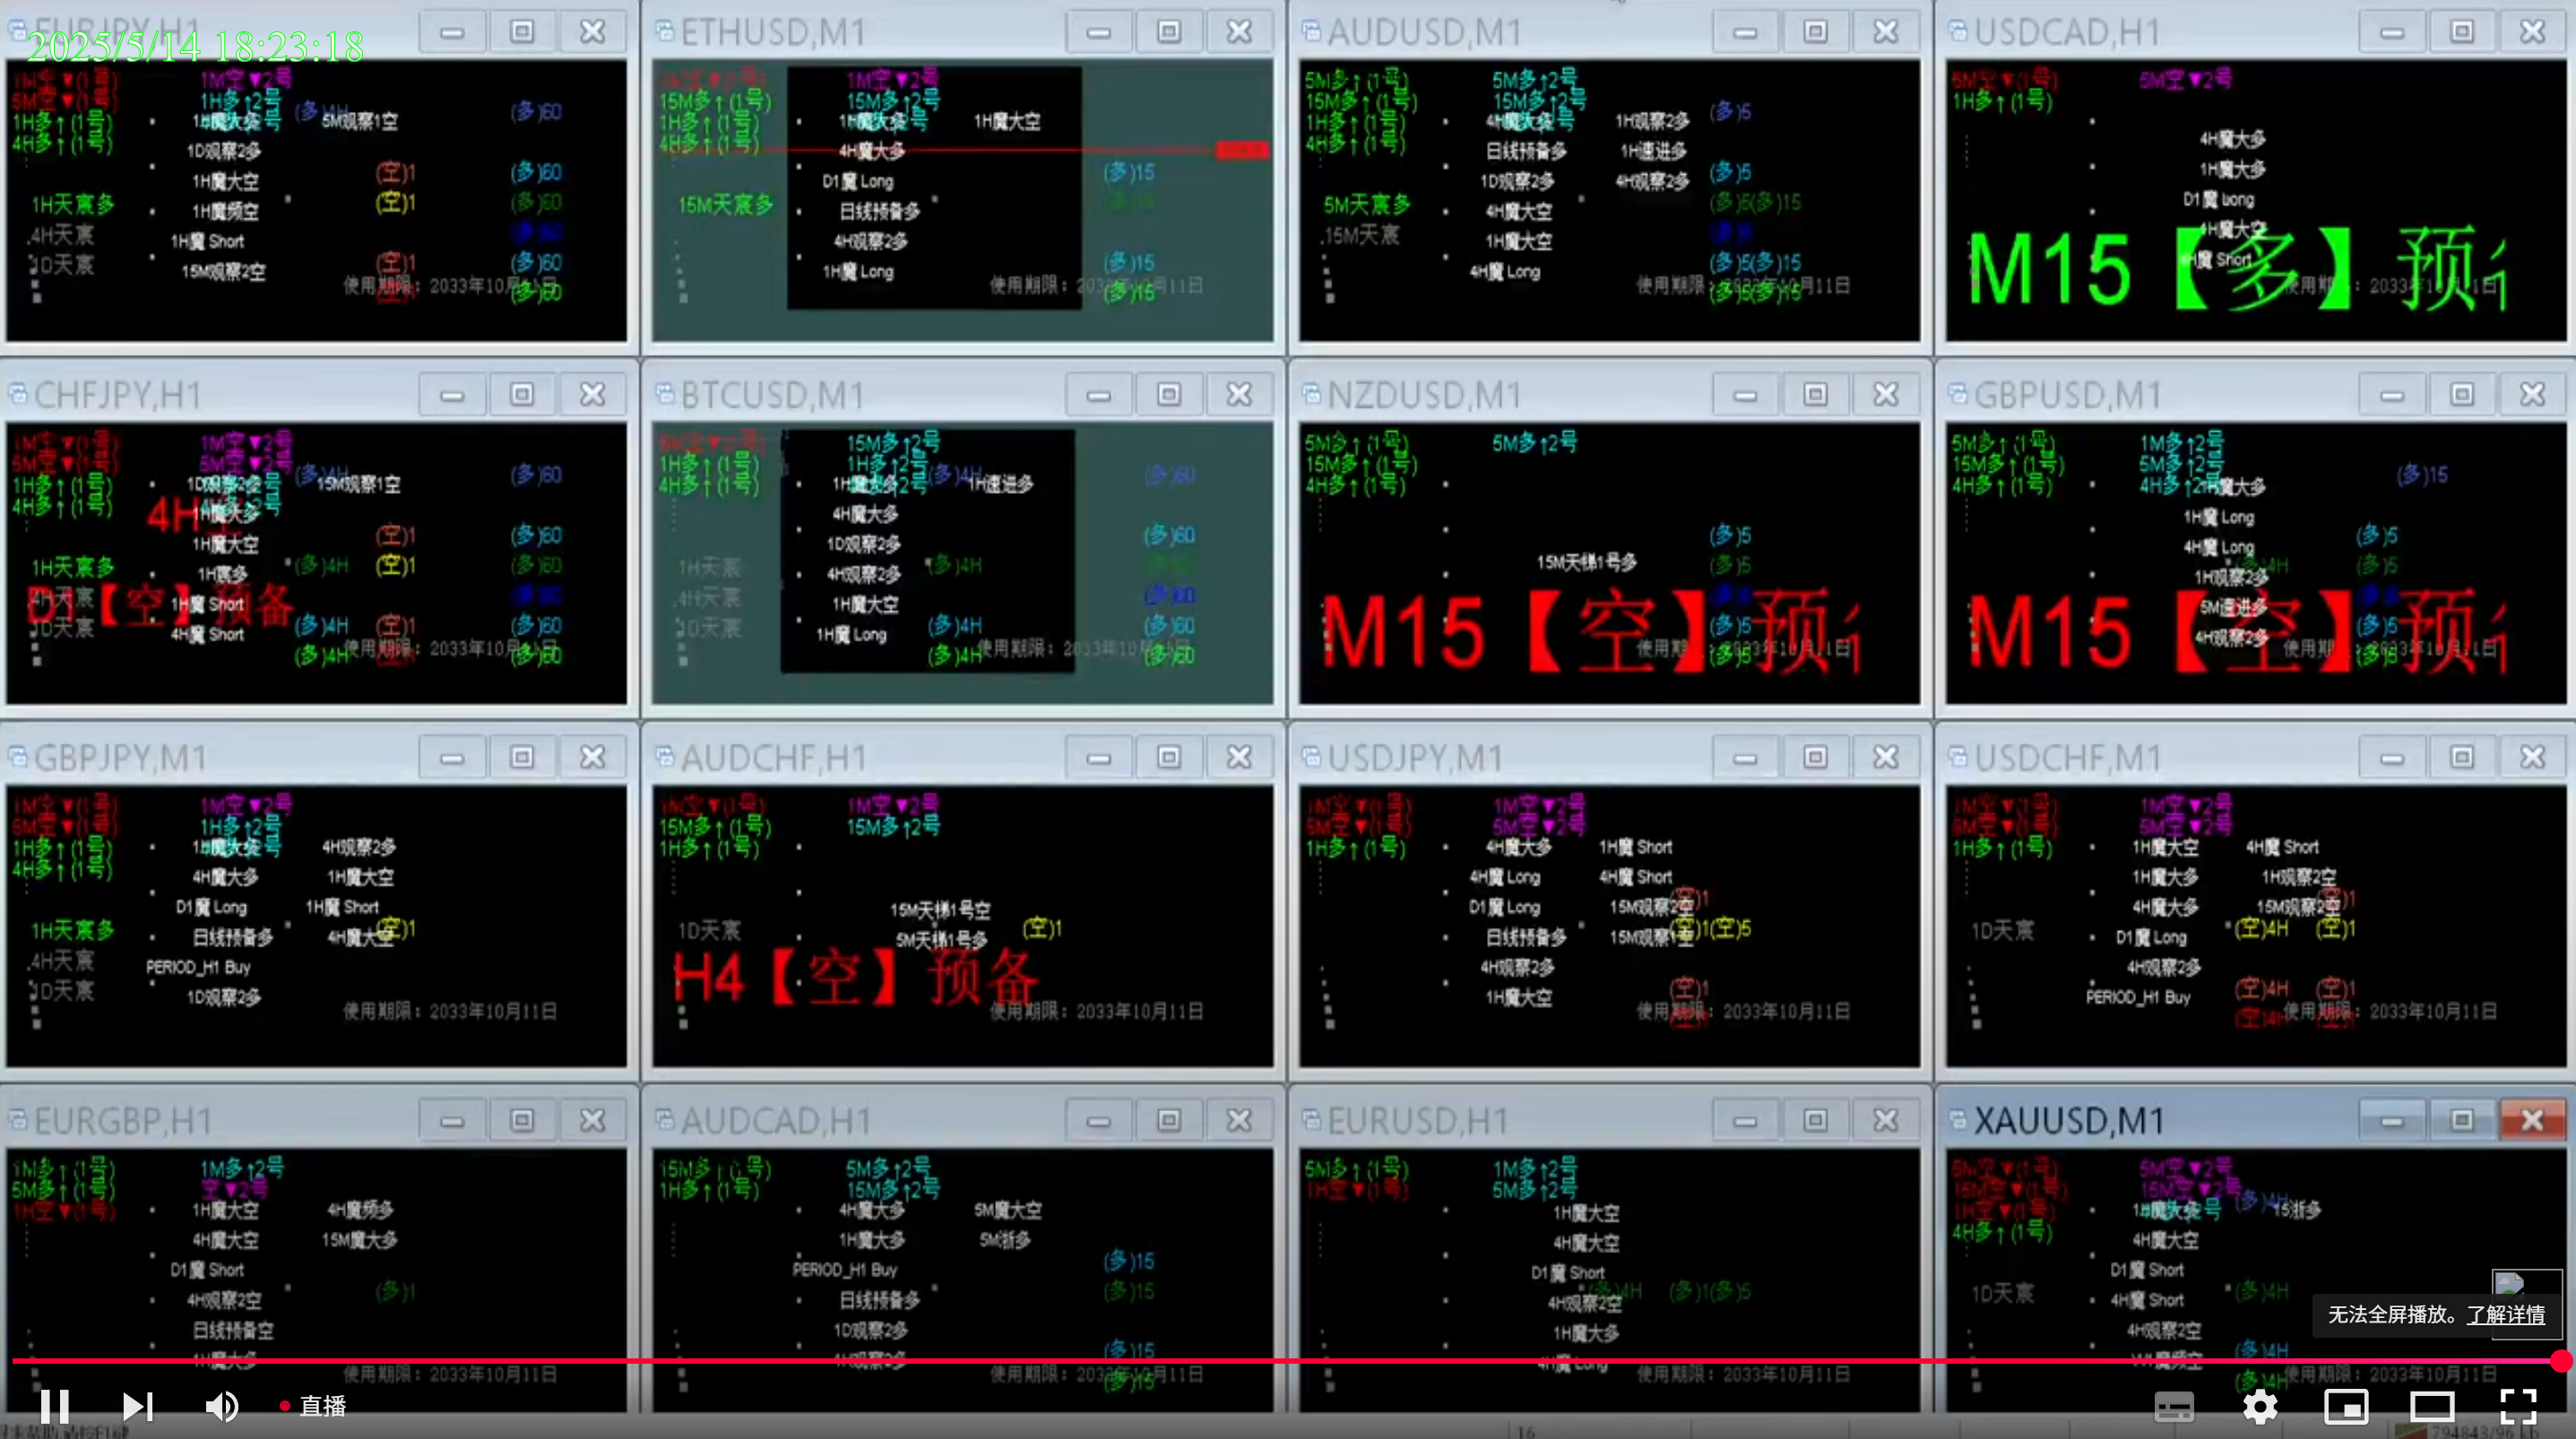 EURJPY,H1
2025/5/14 18:23:18
1M空▼(1号) 1M空▼2号
5M空▼(1号) 1H多↑2号 (多)4H (多)60
1H多↑(1号) 1H魔大多 5M观察1空
4H多↑(1号) 1D观察2多
1H魔大空 (空)1 (多)60
1H天宸多 1H魔频空 (空)1 (多)60
4H天宸 1H魔 Short
1D天宸 15M观察2空 (空)1 (多)60
使用期限：2033年10月11日 (多)60
ETHUSD,M1
1M空▼2号
15M多↑(1号) 15M多↑2号
1H多↑(1号) 1H魔大多 1H魔大空
4H多↑(1号) 4H魔大多
D1魔 Long (多)15
15M天宸多 日线预备多
4H观察2多
1H魔 Long (多)15
使用期限：2033年10月11日 (多)15
AUDUSD,M1
5M多↑(1号) 5M多↑2号
15M多↑(1号) 15M多↑2号 (多)5
1H多↑(1号) 4H魔大多 1H观察2多
4H多↑(1号) 日线预备多 1H速进多
1D观察2多 4H观察2多 (多)5
5M天宸多 4H魔大空 (多)5(多)15
15M天宸 1H魔大空
4H魔 Long (多)5(多)15
使用期限：2033年10月11日 (多)5(多)15
USDCAD,H1
5M空▼(1号) 5M空▼2号
1H多↑(1号)
4H魔大多
1H魔大多
D1魔 Long
4H魔大空
M15【多】预
使用期限：2033年10月11日
CHFJPY,H1
1M空▼(1号) 1M空▼2号
5M空▼(1号) 5M空▼2号 (多)4H (多)60
1H多↑(1号) 1D观察2多 15M观察1空
4H多↑(1号) 4H 1H魔大多
1H魔大空 (空)1 (多)60
1H天宸多 1H宸多 (多)4H (空)1 (多)60
4H天宸 D1【空】预备 1H魔 Short
1D天宸 4H魔 Short (多)4H (空)1 (多)60
(多)4H 使用期限：2033年10月11日 (多)60
BTCUSD,M1
5M空▼(1号) 15M多↑2号
1H多↑(1号) 1H多↑2号 (多)4H (多)60
4H多↑(1号) 1H魔大多 1H速进多
4H魔大多
1D观察2多 (多)60
1H天宸 4H观察2多 (多)4H
4H天宸 1H魔大空 (多)60
1D天宸 1H魔 Long (多)4H (多)60
(多)4H 使用期限：2033年10月11日 (多)60
NZDUSD,M1
5M多↑(1号) 5M多↑2号
15M多↑(1号)
4H多↑(1号)
(多)5
15M天梯1号多 (多)5
M15【空】预
(多)5
使用期限：2033年10月11日 (多)5
GBPUSD,M1
5M多↑(1号) 1M多↑2号
15M多↑(1号) 5M多↑2号 (多)15
4H多↑(1号) 4H多↑2号 1H魔大多
1H魔 Long
4H魔 Long (多)5
1H观察2多 (多)5
M15【空】预
5M速进多
4H观察2多 (多)5
使用期限：2033年10月11日 (多)5
GBPJPY,M1
1M空▼(1号) 1M空▼2号
5M空▼(1号) 1H多↑2号
1H多↑(1号) 1H魔大多 4H观察2多
4H多↑(1号) 4H魔大多 1H魔大空
D1魔 Long 1H魔 Short
1H天宸多 日线预备多 4H魔大空 (空)1
4H天宸 PERIOD_H1 Buy
1D天宸 1D观察2多
使用期限：2033年10月11日
AUDCHF,H1
1M空▼(1号) 1M空▼2号
15M多↑(1号) 15M多↑2号
1H多↑(1号)
15M天梯1号空
1D天宸 5M天梯1号多 (空)1
H4【空】预备
使用期限：2033年10月11日
USDJPY,M1
1M空▼(1号) 1M空▼2号
5M空▼(1号) 5M空▼2号
1H多↑(1号) 4H魔大多 1H魔 Short
4H魔 Long 4H魔 Short
D1魔 Long 15M观察2空 (空)1
日线预备多 15M观察1空 (空)1(空)5
4H观察2多
1H魔大空 (空)1
使用期限：2033年10月11日
USDCHF,M1
1M空▼(1号) 1M空▼2号
5M空▼(1号) 5M空▼2号
1H多↑(1号) 1H魔大空 4H魔 Short
1H魔大多 1H观察2空
4H魔大多 15M观察2空 (空)1
1D天宸 D1魔 Long (空)4H (空)1
4H观察2多
PERIOD_H1 Buy (空)4H (空)1
(空)4H 使用期限：2033年10月11日
EURGBP,H1
1M多↑(1号) 1M多↑2号
5M多↑(1号) 空▼2号
1H空▼(1号) 1H魔大空 4H魔频多
4H魔大空 15M魔大多
D1魔 Short
4H观察2空 (多)1
日线预备空
4H魔大多
使用期限：2033年10月11日
AUDCAD,H1
15M多↑(1号) 5M多↑2号
1H多↑(1号) 15M多↑2号
4H魔大多 5M魔大空
1H魔大多 5M浙多
PERIOD_H1 Buy (多)15
日线预备多 (多)15
1D观察2多
4H观察2多 (多)15
使用期限：2033年10月11日 (多)15
EURUSD,H1
5M多↑(1号) 1M多↑2号
1H空▼(1号) 5M多↑2号
1H魔大空
4H魔大空
D1魔 Short
4H观察2空 (多)4H (多)1(多)5
1H魔大多
4H魔 Long
使用期限：2033年10月11日
XAUUSD,M1
5M空▼(1号) 5M空▼2号
15M空▼(1号) 15M空▼2号 (多)4H
1H空▼(1号) 1H魔大多 15浙多
4H多↑(1号) 4H魔大空
D1魔 Short
1D天宸 4H魔 Short (多)4H
4H观察2空
(多)4H
(多)4H 使用期限：2033年10月11日
无法全屏播放。了解详情
直播
16